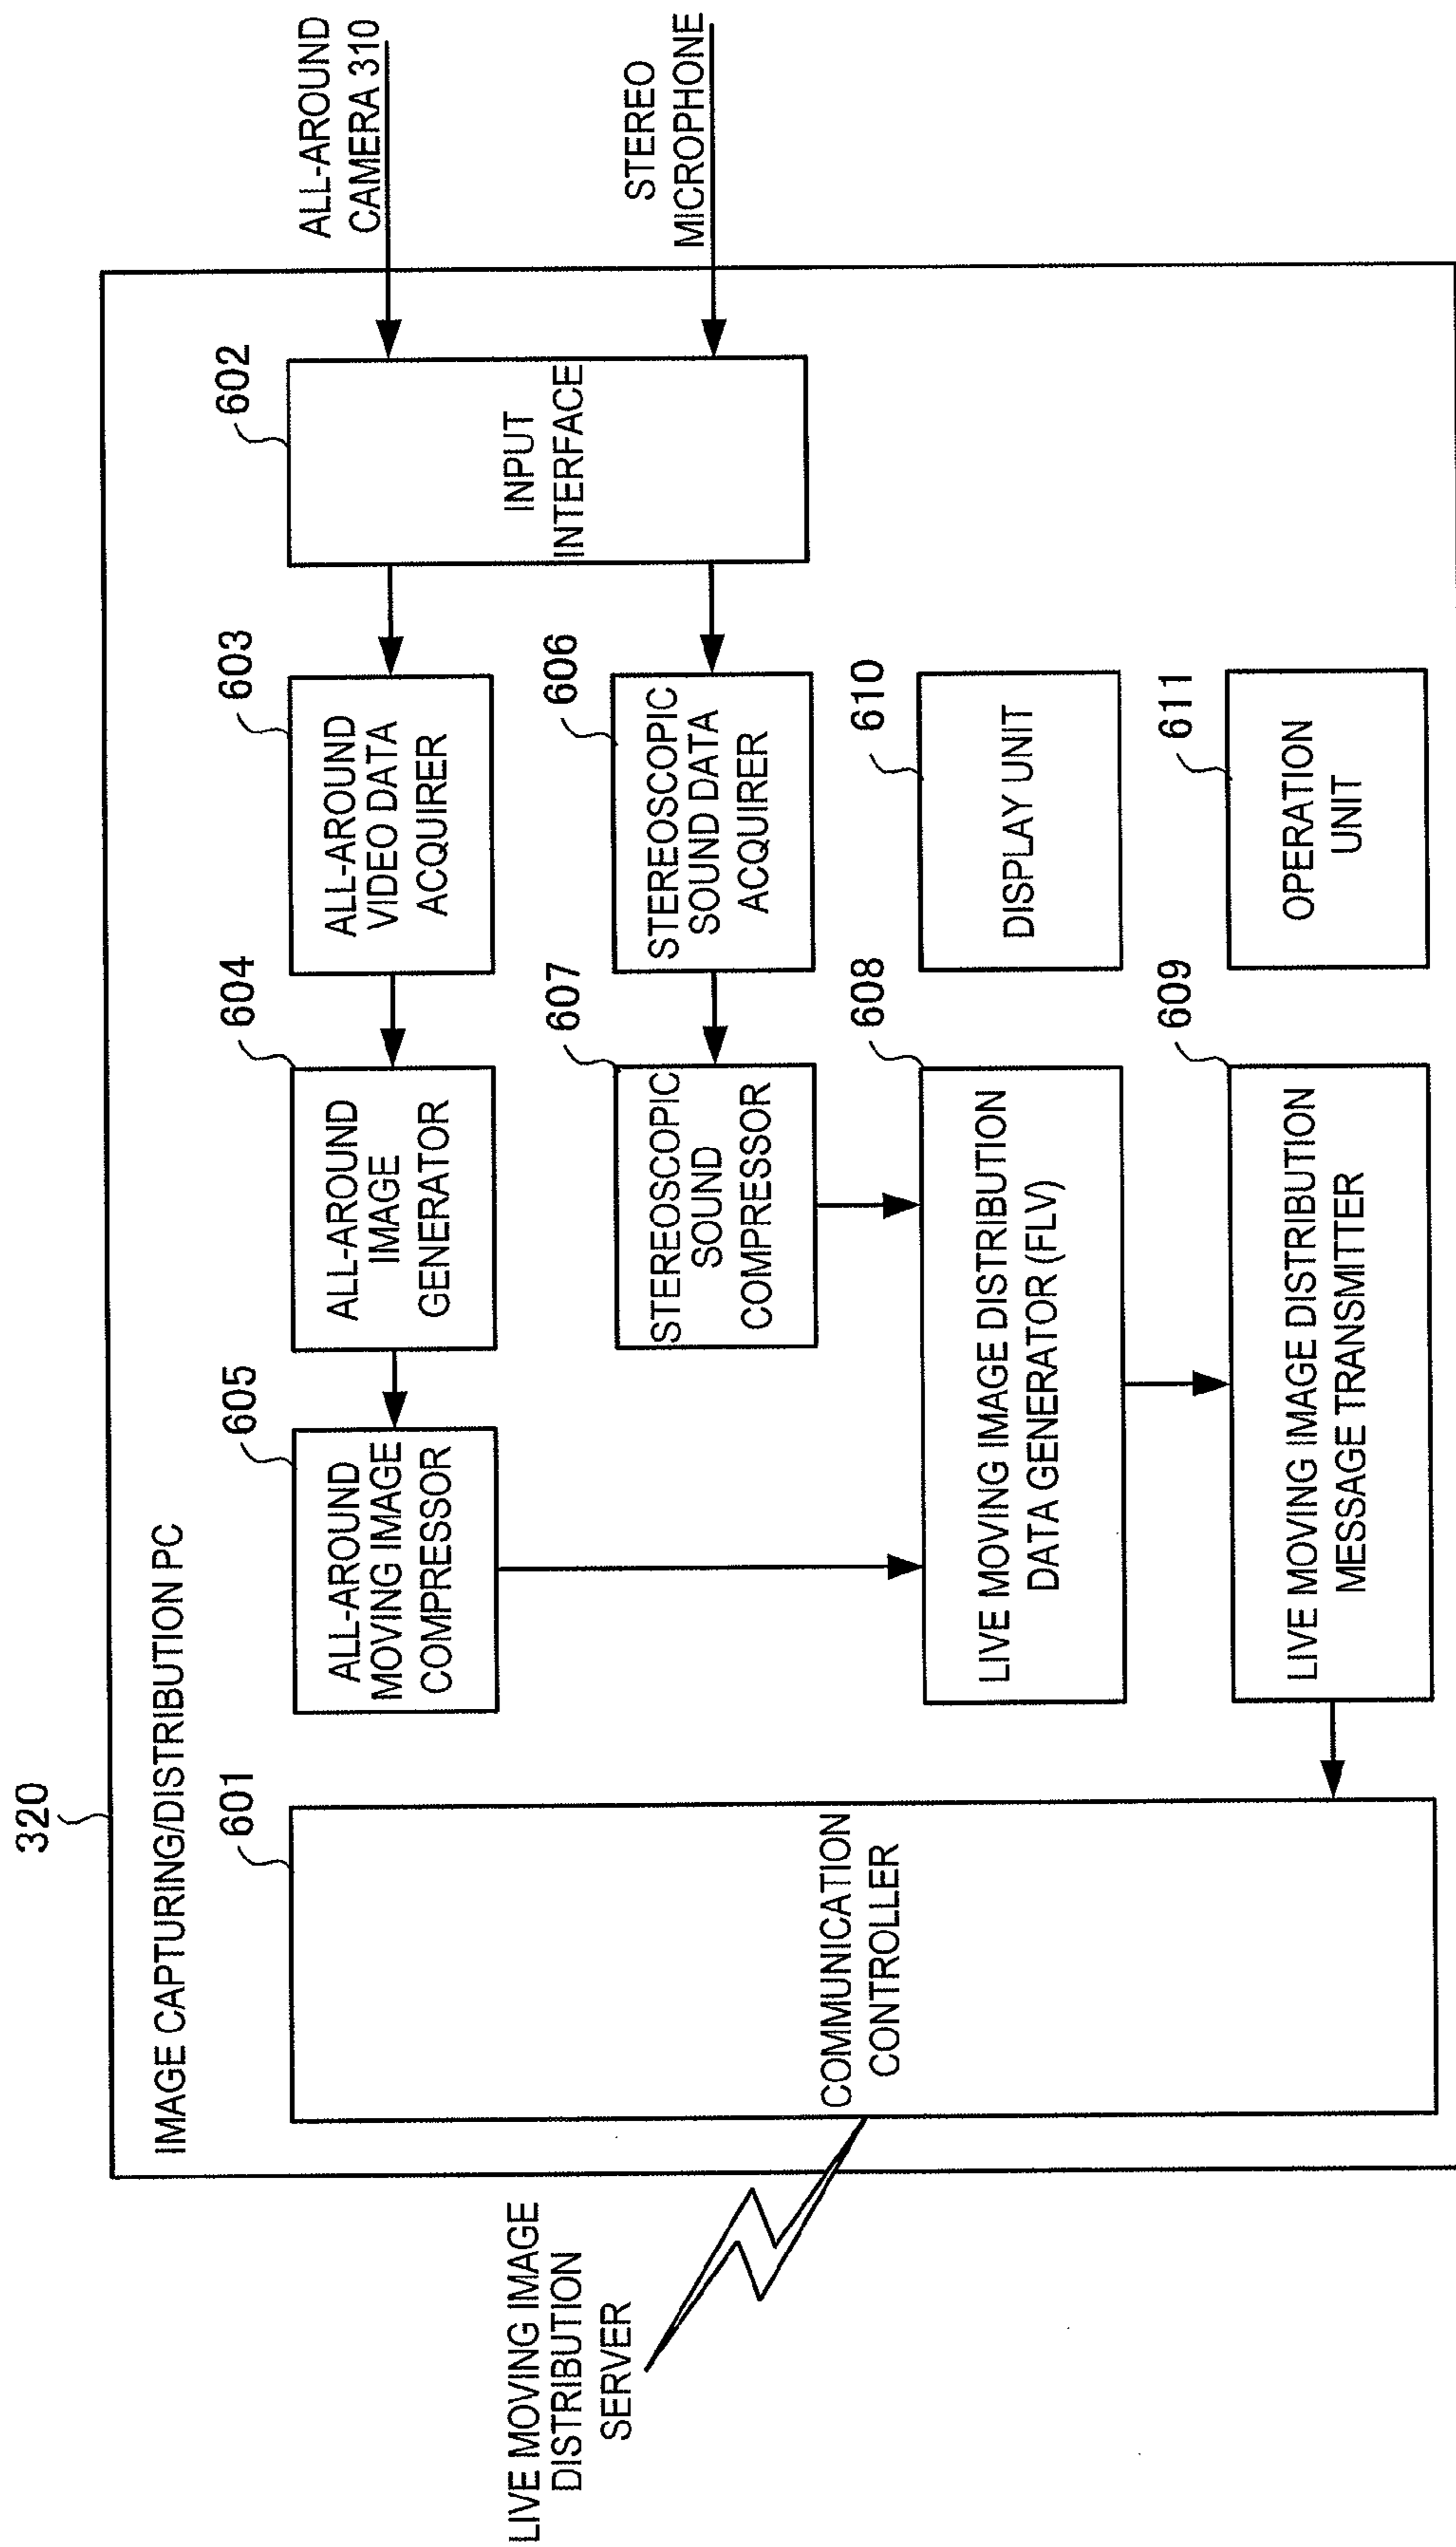 320
IMAGE CAPTURING/DISTRIBUTION PC
601
COMMUNICATION
CONTROLLER
LIVE MOVING IMAGE
DISTRIBUTION
SERVER
605
ALL-AROUND
MOVING IMAGE
COMPRESSOR
604
ALL-AROUND
IMAGE
GENERATOR
603
ALL-AROUND
VIDEO DATA
ACQUIRER
602
INPUT
INTERFACE
ALL-AROUND
CAMERA 310
STEREO
MICROPHONE
607
STEREOSCOPIC
SOUND
COMPRESSOR
606
STEREOSCOPIC
SOUND DATA
ACQUIRER
608
LIVE MOVING IMAGE DISTRIBUTION
DATA GENERATOR (FLV)
610
DISPLAY UNIT
609
LIVE MOVING IMAGE DISTRIBUTION
MESSAGE TRANSMITTER
611
OPERATION
UNIT